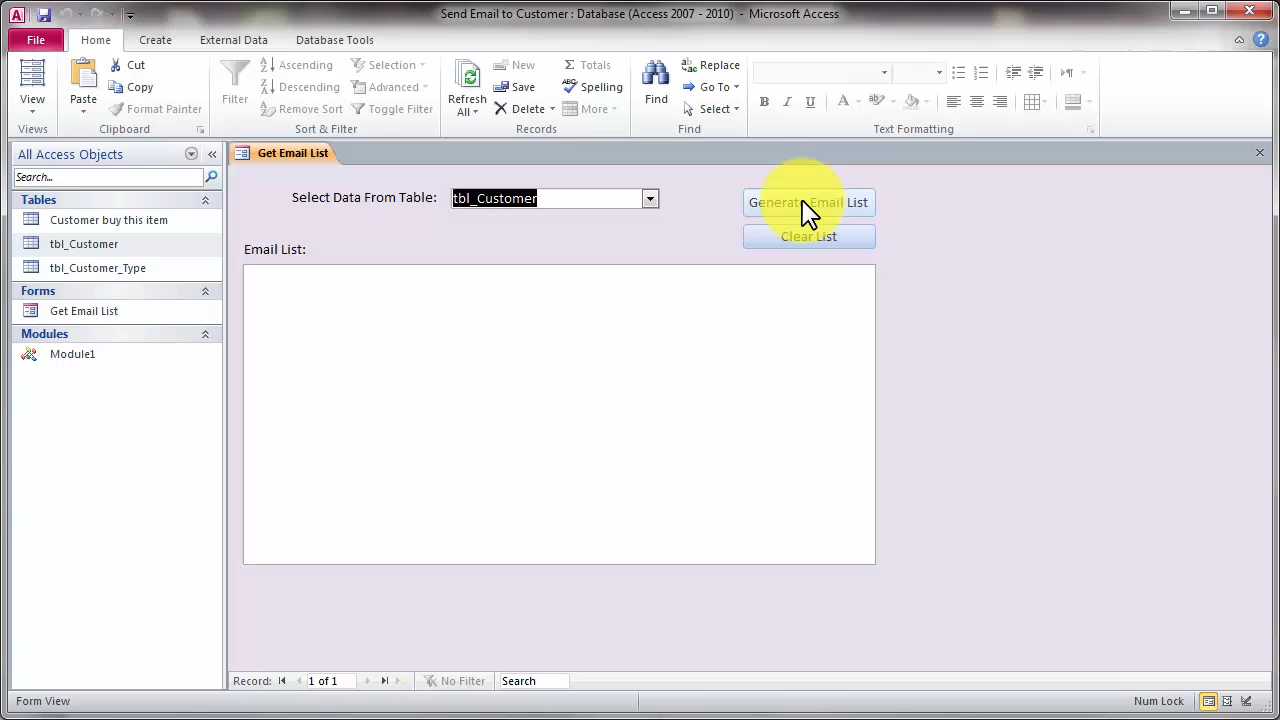 Send Email to Customer : Database (Access 2007 - 2010) - Microsoft Access
File Home Create External Data Database Tools
View
Views
Paste
Cut
Copy
Format Painter
Clipboard
Filter
Ascending
Descending
Remove Sort
Selection
Advanced
Toggle Filter
Sort & Filter
Refresh
All
New
Save
Delete
Totals
Spelling
More
Records
Find
Replace
Go To
Select
Find
B I U A ab
Text Formatting
All Access Objects
Search...
Tables
Customer buy this item
tbl_Customer
tbl_Customer_Type
Forms
Get Email List
Modules
Module1
Get Email List
Select Data From Table: tbl_Customer
Generate Email List
Clear List
Email List:
Record: 1 of 1 No Filter Search
Form View Num Lock